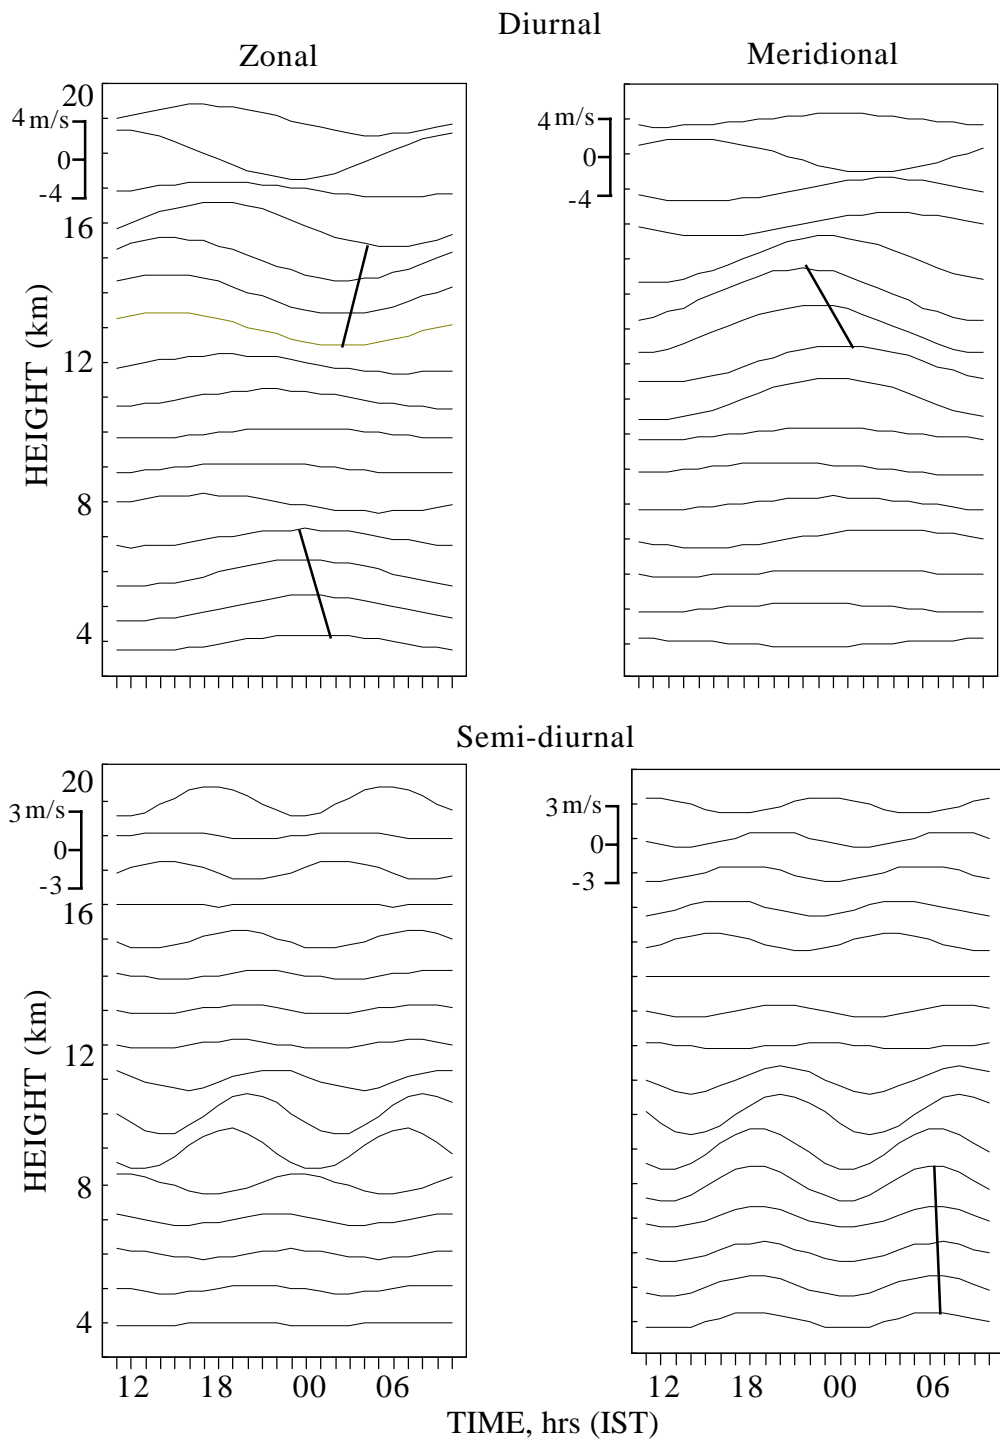 Diurnal
Zonal
Meridional
20
4 m/s
0
-4
16
12
8
4
HEIGHT (km)
4 m/s
0
-4
Semi-diurnal
20
3 m/s
0
-3
16
12
8
4
HEIGHT (km)
3 m/s
0
-3
12 18 00 06
12 18 00 06
TIME, hrs (IST)